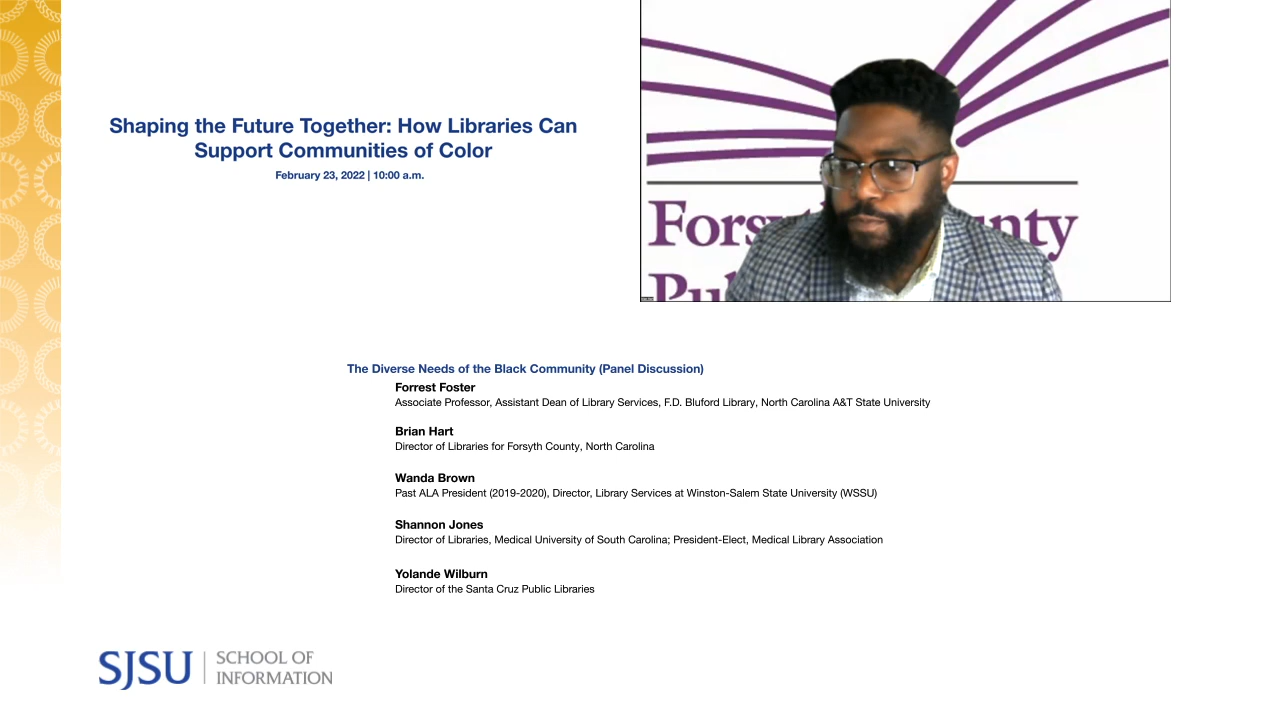 Shaping the Future Together: How Libraries Can
Support Communities of Color
February 23, 2022 | 10:00 a.m.
Forsyth County
Pu
The Diverse Needs of the Black Community (Panel Discussion)
Forrest Foster
Associate Professor, Assistant Dean of Library Services, F.D. Bluford Library, North Carolina A&T State University
Brian Hart
Director of Libraries for Forsyth County, North Carolina
Wanda Brown
Past ALA President (2019-2020), Director, Library Services at Winston-Salem State University (WSSU)
Shannon Jones
Director of Libraries, Medical University of South Carolina; President-Elect, Medical Library Association
Yolande Wilburn
Director of the Santa Cruz Public Libraries
SJSU | SCHOOL OF
INFORMATION